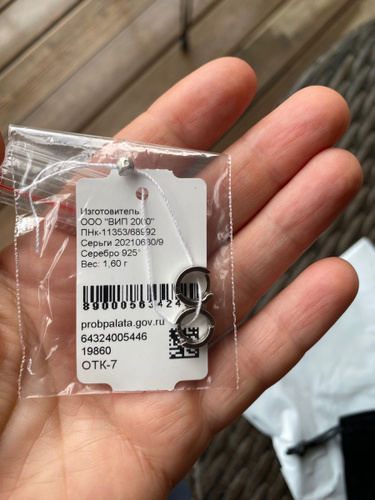 Изготовитель:
ООО "ВИП 2000"
ПНк-11353/68992
Серьги 20210630/9
Серебро 925°
Вес: 1,60 г
probpalata.gov.ru
64324005446
19860
ОТК-7